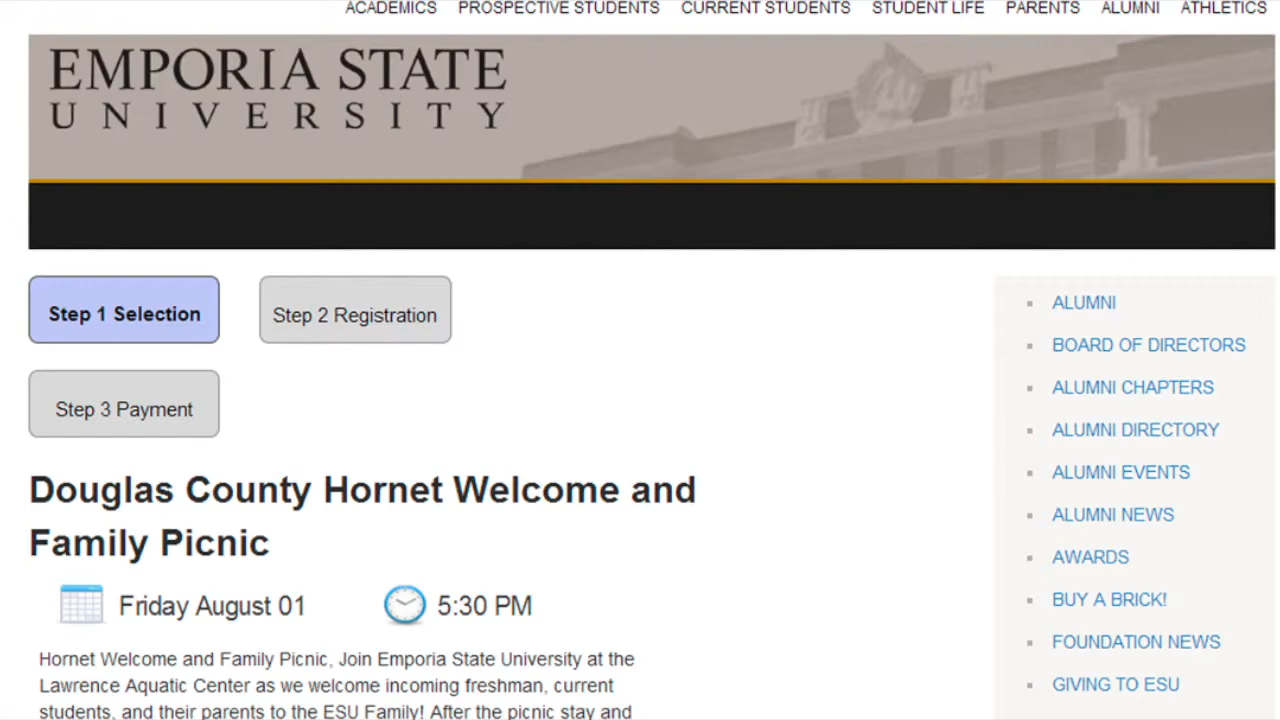 ACADEMICS PROSPECTIVE STUDENTS CURRENT STUDENTS STUDENT LIFE PARENTS ALUMNI ATHLETICS
EMPORIA STATE
UNIVERSITY
Step 1 Selection
Step 2 Registration
Step 3 Payment
Douglas County Hornet Welcome and
Family Picnic
Friday August 01
5:30 PM
Hornet Welcome and Family Picnic, Join Emporia State University at the
Lawrence Aquatic Center as we welcome incoming freshman, current
students, and their parents to the ESU Family! After the picnic stay and
ALUMNI
BOARD OF DIRECTORS
ALUMNI CHAPTERS
ALUMNI DIRECTORY
ALUMNI EVENTS
ALUMNI NEWS
AWARDS
BUY A BRICK!
FOUNDATION NEWS
GIVING TO ESU